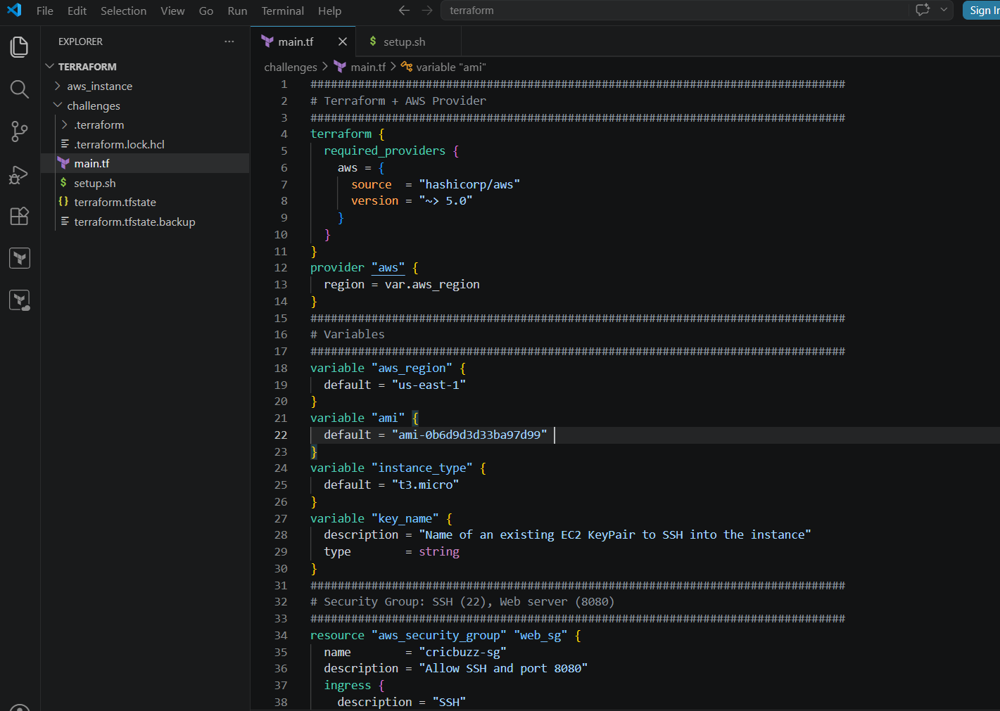 File Edit Selection View Go Run Terminal Help
terraform
Sign In
EXPLORER
TERRAFORM
aws_instance
challenges
.terraform
.terraform.lock.hcl
main.tf
setup.sh
terraform.tfstate
terraform.tfstate.backup
main.tf
$ setup.sh
challenges > main.tf > variable "ami"
1 ###############################################################################
2 # Terraform + AWS Provider
3 ###############################################################################
4 terraform {
5 required_providers {
6 aws = {
7 source  = "hashicorp/aws"
8 version = "~> 5.0"
9 }
10 }
11 }
12 provider "aws" {
13 region = var.aws_region
14 }
15 ###############################################################################
16 # Variables
17 ###############################################################################
18 variable "aws_region" {
19 default = "us-east-1"
20 }
21 variable "ami" {
22 default = "ami-0b6d9d3d33ba97d99"
23 }
24 variable "instance_type" {
25 default = "t3.micro"
26 }
27 variable "key_name" {
28 description = "Name of an existing EC2 KeyPair to SSH into the instance"
29 type        = string
30 }
31 ###############################################################################
32 # Security Group: SSH (22), Web server (8080)
33 ###############################################################################
34 resource "aws_security_group" "web_sg" {
35 name        = "cricbuzz-sg"
36 description = "Allow SSH and port 8080"
37 ingress {
38 description = "SSH"